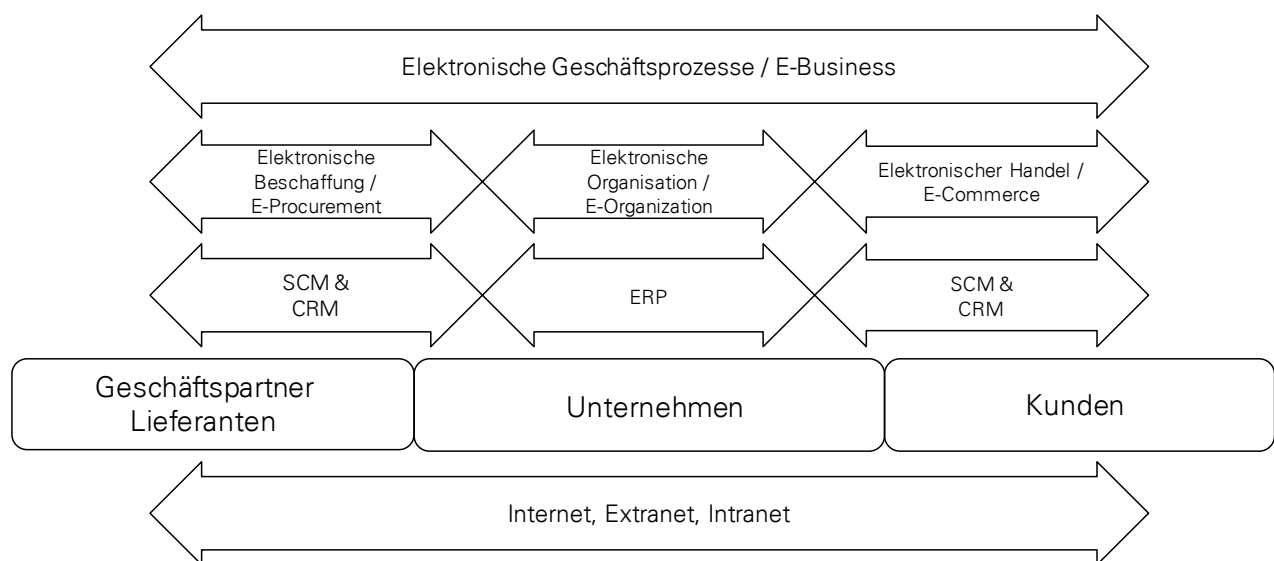 Elektronische Geschäftsprozesse / E-Business
Elektronische
Beschaffung /
E-Procurement
Elektronische
Organisation /
E-Organization
Elektronischer Handel /
E-Commerce
SCM &
CRM
ERP
SCM &
CRM
Geschäftspartner
Lieferanten
Unternehmen
Kunden
Internet, Extranet, Intranet